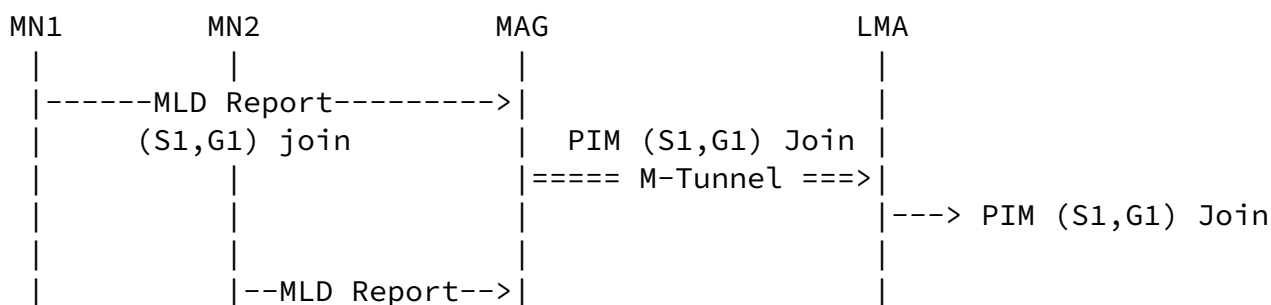 MN1 MN2 MAG LMA
| | | |
|------MLD Report--------->| |
| (S1,G1) join | PIM (S1,G1) Join |
| | |===== M-Tunnel ===>|
| | | |---> PIM (S1,G1) Join
| | | |
| |--MLD Report-->| |